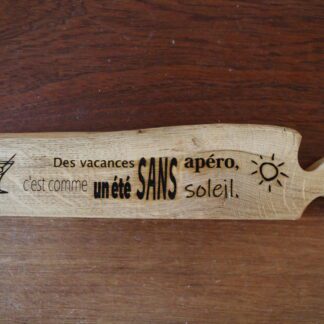 Des vacances SANS apéro,
c'est comme un été soleil.